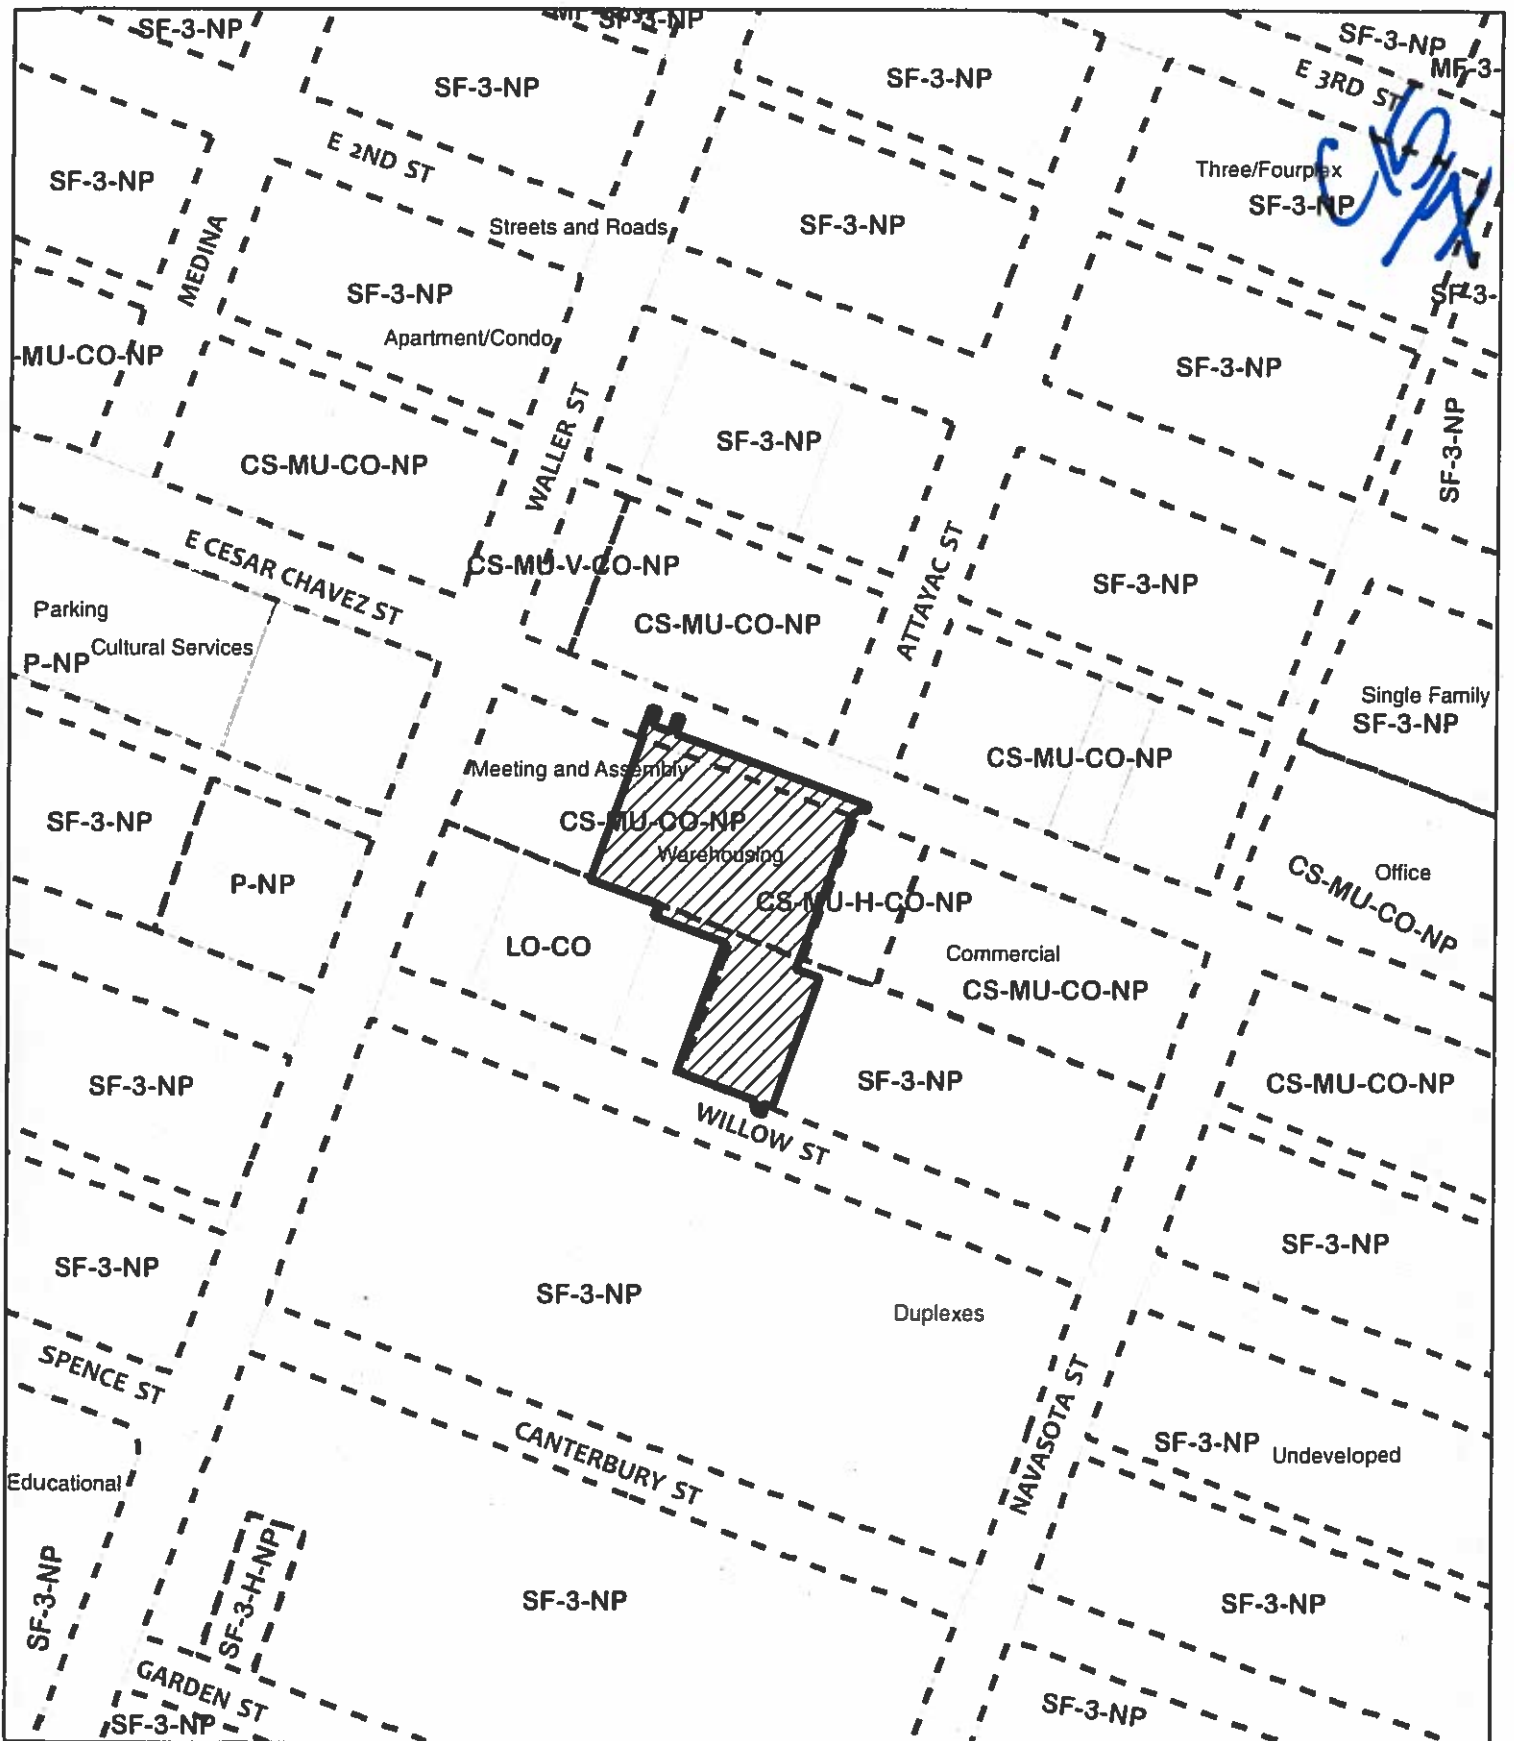 SF-3-NP
SF-3-NP
SF-3-NP
E 3RD ST
MF-3-
SF-3-NP
SF-3-NP
E 2ND ST
Three/Fourplex
SF-3-NP
SF-3-NP
MEDINA
Streets and Roads
SF-3-NP
SF-3-NP
SF-3-
Apartment/Condo
-MU-CO-NP
SF-3-NP
WALLER ST
SF-3-NP
SF-3-NP
CS-MU-CO-NP
E CESAR CHAVEZ ST
CS-MU-V-CO-NP
ATTAYAC ST
SF-3-NP
Parking
CS-MU-CO-NP
Cultural Services
P-NP
Single Family
SF-3-NP
CS-MU-CO-NP
Meeting and Assembly
SF-3-NP
CS-MU-CO-NP
Warehousing
Office
CS-MU-CO-NP
P-NP
CS-MU-H-CO-NP
LO-CO
Commercial
CS-MU-CO-NP
SF-3-NP
SF-3-NP
CS-MU-CO-NP
WILLOW ST
SF-3-NP
SF-3-NP
SF-3-NP
Duplexes
SPENCE ST
NAVASOTA ST
CANTERBURY ST
SF-3-NP
Undeveloped
Educational
SF-3-NP
SF-3-H-NP
SF-3-NP
SF-3-NP
GARDEN ST
SF-3-NP
SF-3-NP